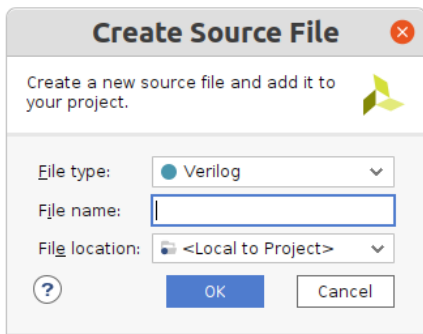 Create Source File
Create a new source file and add it to
your project.
File type:
Verilog
File name:
File location:
<Local to Project>
?
OK
Cancel